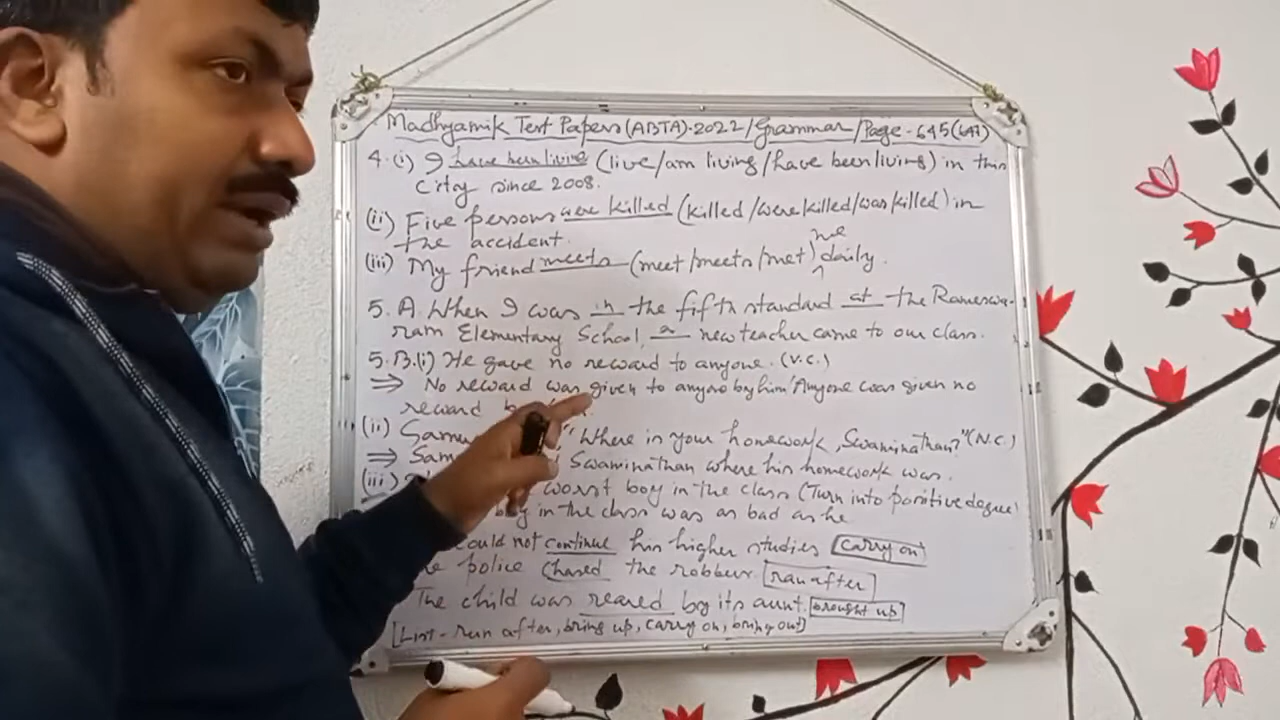 Madhyamik Test Papers (ABTA)-2022/Grammar/Page-645(647)
4. (i) I have been living (live/am living/have been living) in this
City since 2008.
(ii) Five persons were killed (killed/were killed/was killed) in
the accident.
me
(iii) My friend meets (meet/meets/met) ^ daily.
5. A. When I was in the fifth standard at the Rameswa-
ram Elementary School, a new teacher came to our class.
5. B.(i) He gave no reward to anyone. (V.C.)
⇒ No reward was given to anyone by him/Anyone was given no
reward
(ii) "Where is your homework, Swaminathan?" (N.C.)
⇒ Swaminathan where his homework was.
(iii) worst boy in the class (Turn into positive degree)
boy in the class was as bad as he
could not continue his higher studies carry on
police chased the robbers. ran after
The child was reared by its aunt. brought up
[List - run after, bring up, carry on, bring out]